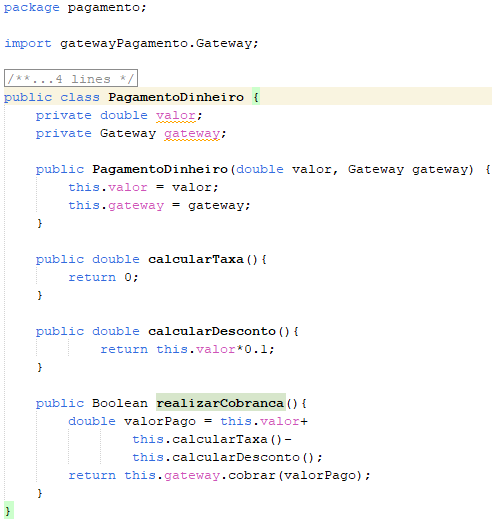 package pagamento;
import gatewayPagamento.Gateway;
/**...4 lines */
public class PagamentoDinheiro {
    private double valor;
    private Gateway gateway;
    public PagamentoDinheiro(double valor, Gateway gateway) {
        this.valor = valor;
        this.gateway = gateway;
    }
    public double calcularTaxa(){
        return 0;
    }
    public double calcularDesconto(){
            return this.valor*0.1;
    }
    public Boolean realizarCobranca(){
        double valorPago = this.valor+
                this.calcularTaxa()-
                this.calcularDesconto();
        return this.gateway.cobrar(valorPago);
    }
}